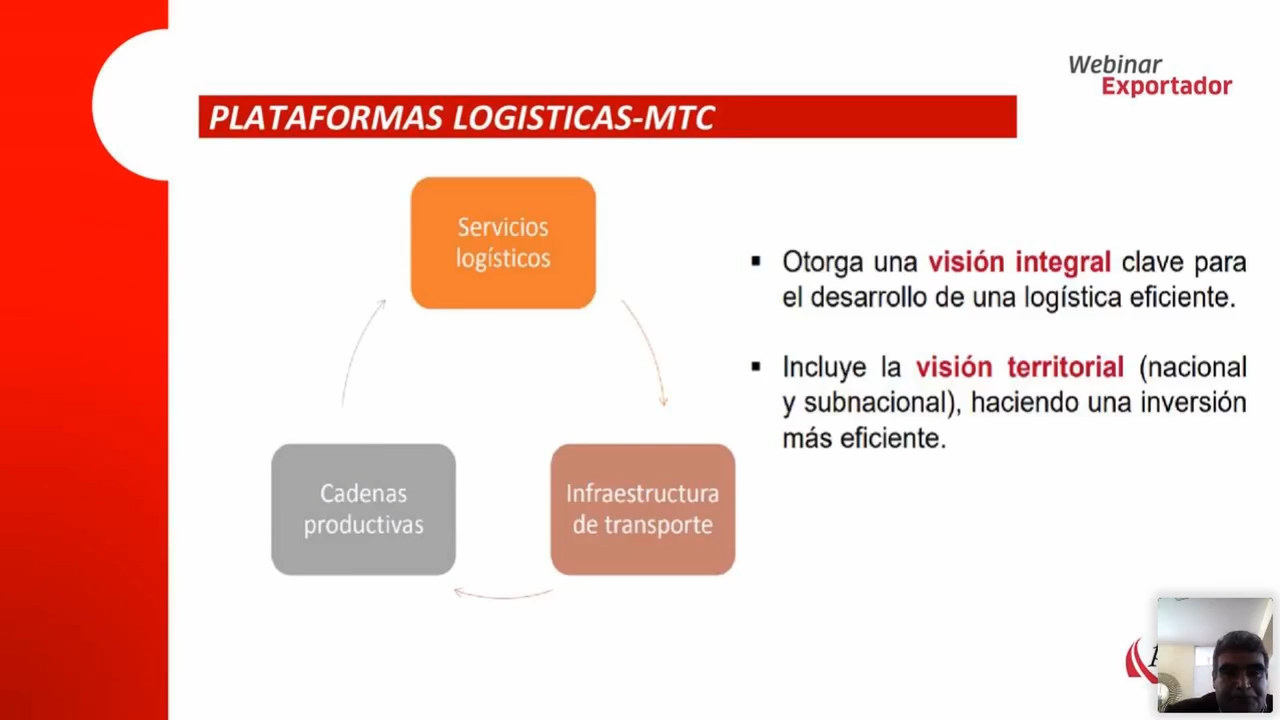 Webinar
Exportador
PLATAFORMAS LOGISTICAS-MTC
Servicios
logísticos
Cadenas
productivas
Infraestructura
de transporte
▪ Otorga una visión integral clave para
el desarrollo de una logística eficiente.
▪ Incluye la visión territorial (nacional
y subnacional), haciendo una inversión
más eficiente.